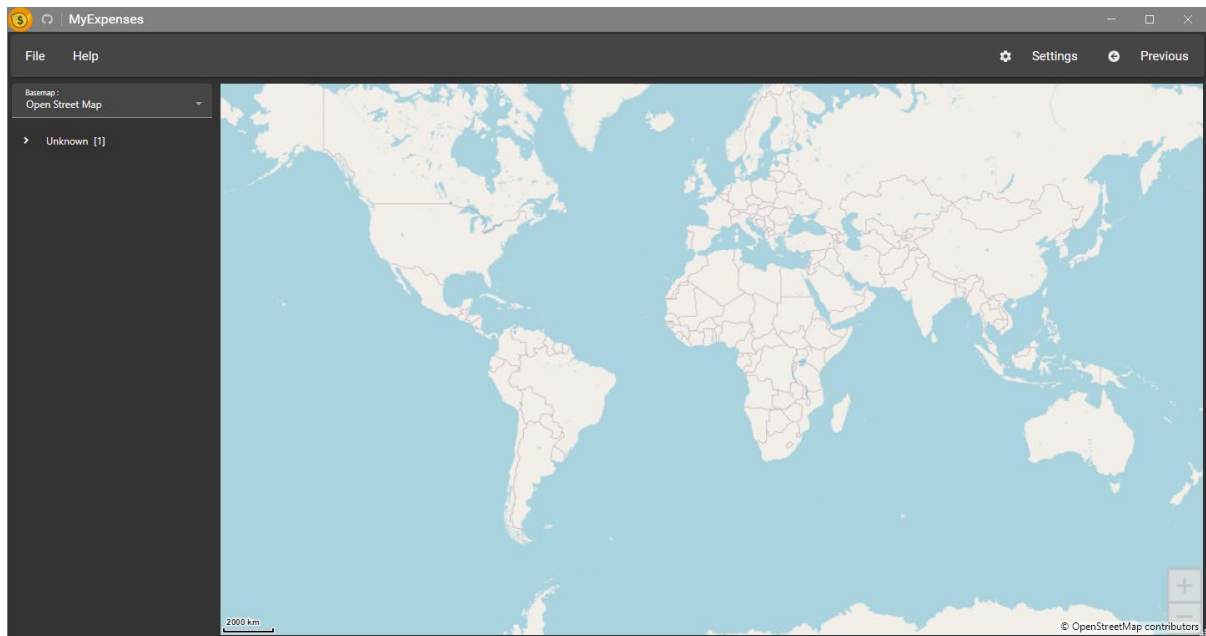 MyExpenses
File Help Settings Previous
Basemap :
Open Street Map
Unknown [1]
2000 km
© OpenStreetMap contributors